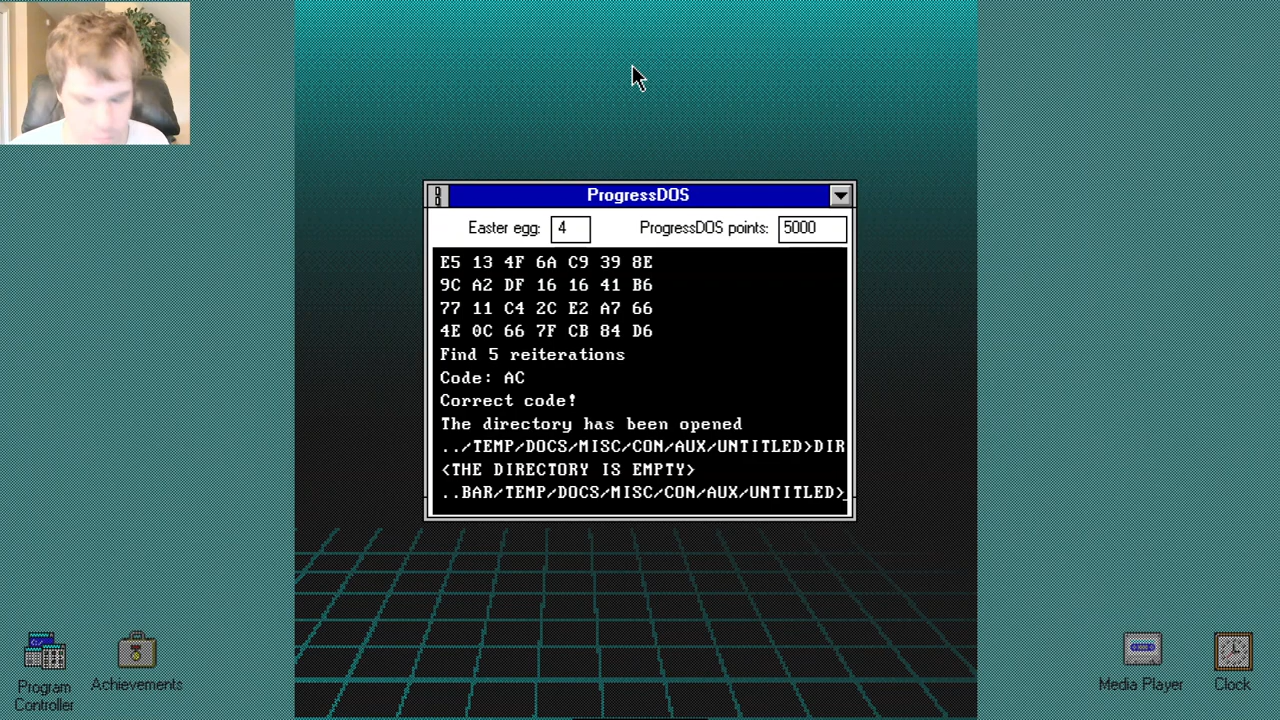 ProgressDOS
Easter egg: 4 ProgressDOS points: 5000
E5 13 4F 6A C9 39 8E
9C A2 DF 16 16 41 B6
77 11 C4 2C E2 A7 66
4E 0C 66 7F CB 84 D6
Find 5 reiterations
Code: AC
Correct code!
The directory has been opened
../TEMP/DOCS/MISC/CON/AUX/UNTITLED>DIR
<THE DIRECTORY IS EMPTY>
..BAR/TEMP/DOCS/MISC/CON/AUX/UNTITLED>_
Program
Controller
Achievements
Media Player
Clock